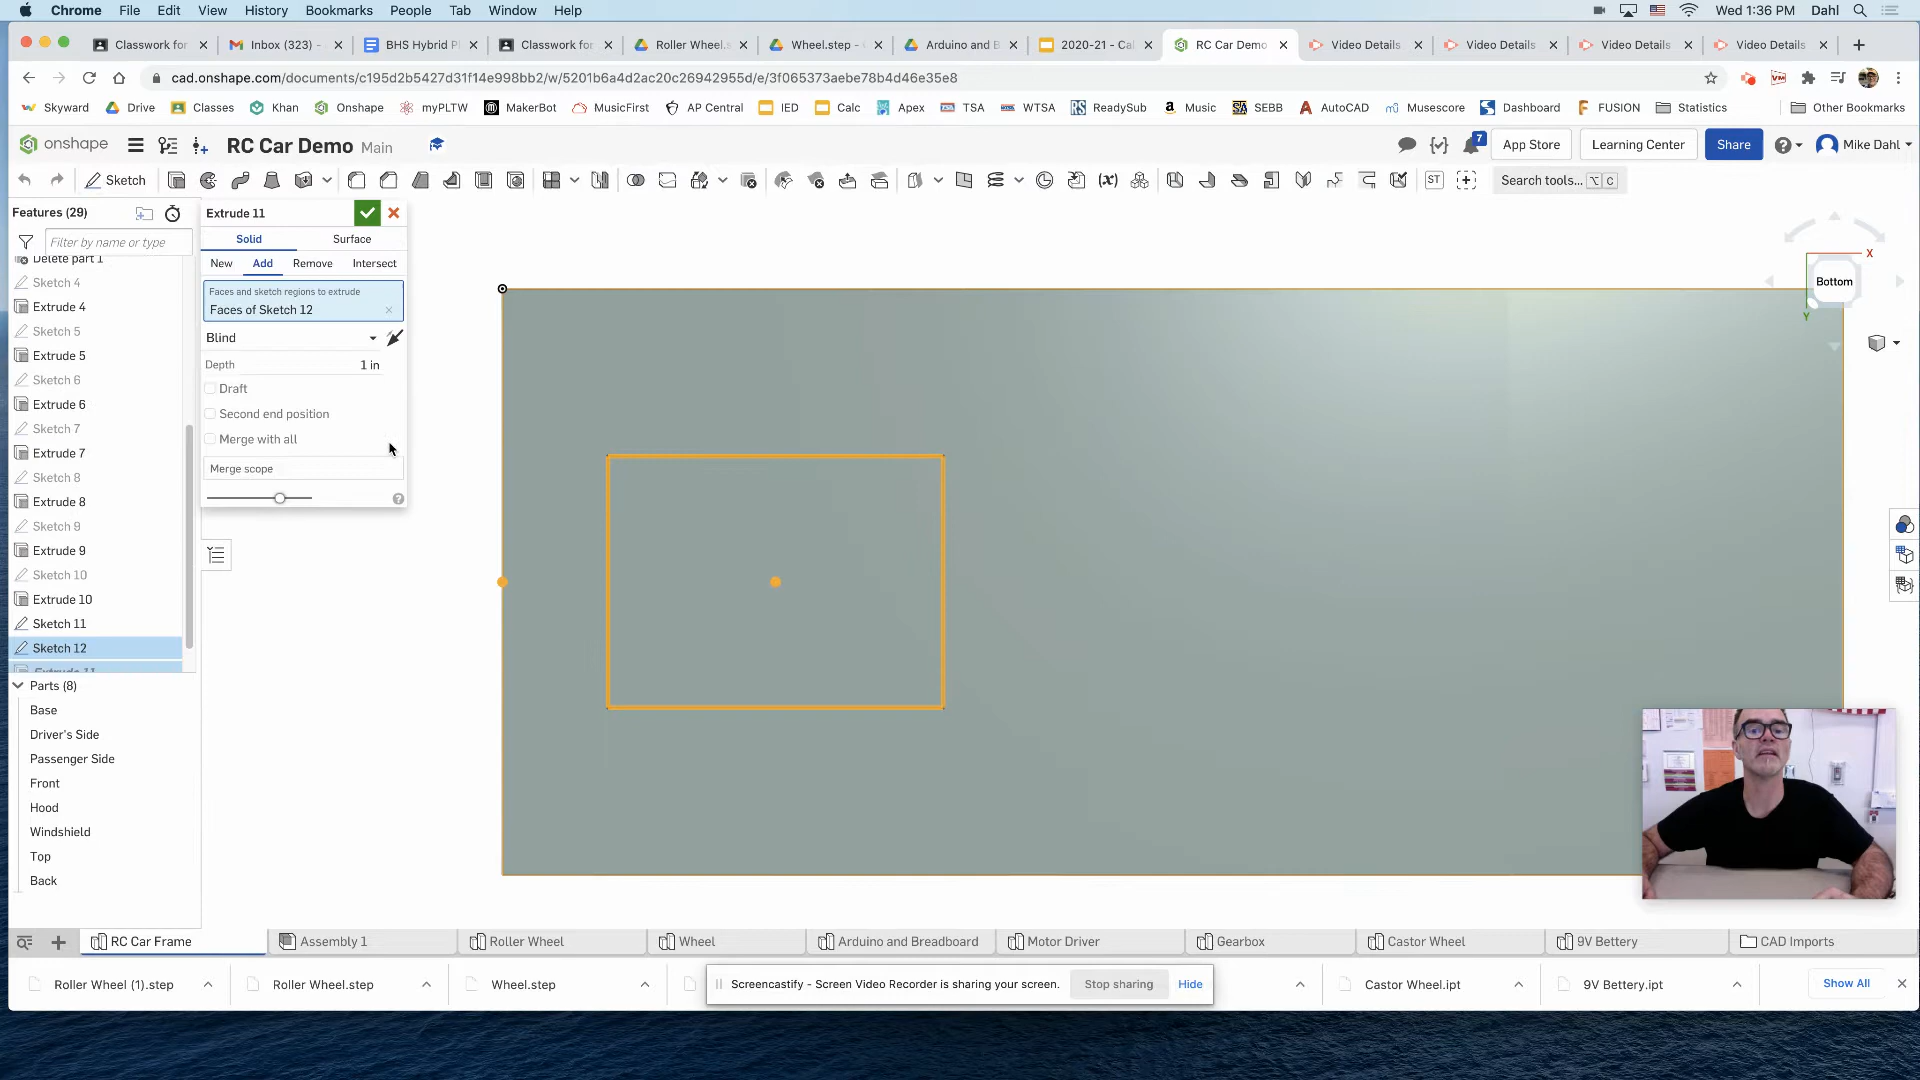 Chrome File Edit View History Bookmarks People Tab Window Help Wed 1:36 PM Dahl
Classwork for Inbox (323) - BHS Hybrid P Classwork for Roller Wheel.s Wheel.step - Arduino and B 2020-21 - Cal RC Car Demo Video Details Video Details Video Details Video Details
cad.onshape.com/documents/c195d2b5427d31f14e998bb2/w/5201b6a4d2ac20c26942955d/e/3f065373aebe78b4d46e35e8
Skyward Drive Classes Khan Onshape myPLTW MakerBot MusicFirst AP Central IED Calc Apex TSA WTSA ReadySub Music SEBB AutoCAD Musescore Dashboard FUSION Statistics Other Bookmarks
onshape RC Car Demo Main 7 App Store Learning Center Share Mike Dahl
Sketch Search tools... ⌥ C
Features (29)
Filter by name or type
Delete part 1
Sketch 4
Extrude 4
Sketch 5
Extrude 5
Sketch 6
Extrude 6
Sketch 7
Extrude 7
Sketch 8
Extrude 8
Sketch 9
Extrude 9
Sketch 10
Extrude 10
Sketch 11
Sketch 12
Extrude 11
Parts (8)
Base
Driver's Side
Passenger Side
Front
Hood
Windshield
Top
Back
Extrude 11
Solid Surface
New Add Remove Intersect
Faces and sketch regions to extrude
Faces of Sketch 12
Blind
Depth 1 in
Draft
Second end position
Merge with all
Merge scope
X
Bottom
Y
RC Car Frame Assembly 1 Roller Wheel Wheel Arduino and Breadboard Motor Driver Gearbox Castor Wheel 9V Bettery CAD Imports
Roller Wheel (1).step Roller Wheel.step Wheel.step Castor Wheel.ipt 9V Bettery.ipt Show All
Screencastify - Screen Video Recorder is sharing your screen. Stop sharing Hide